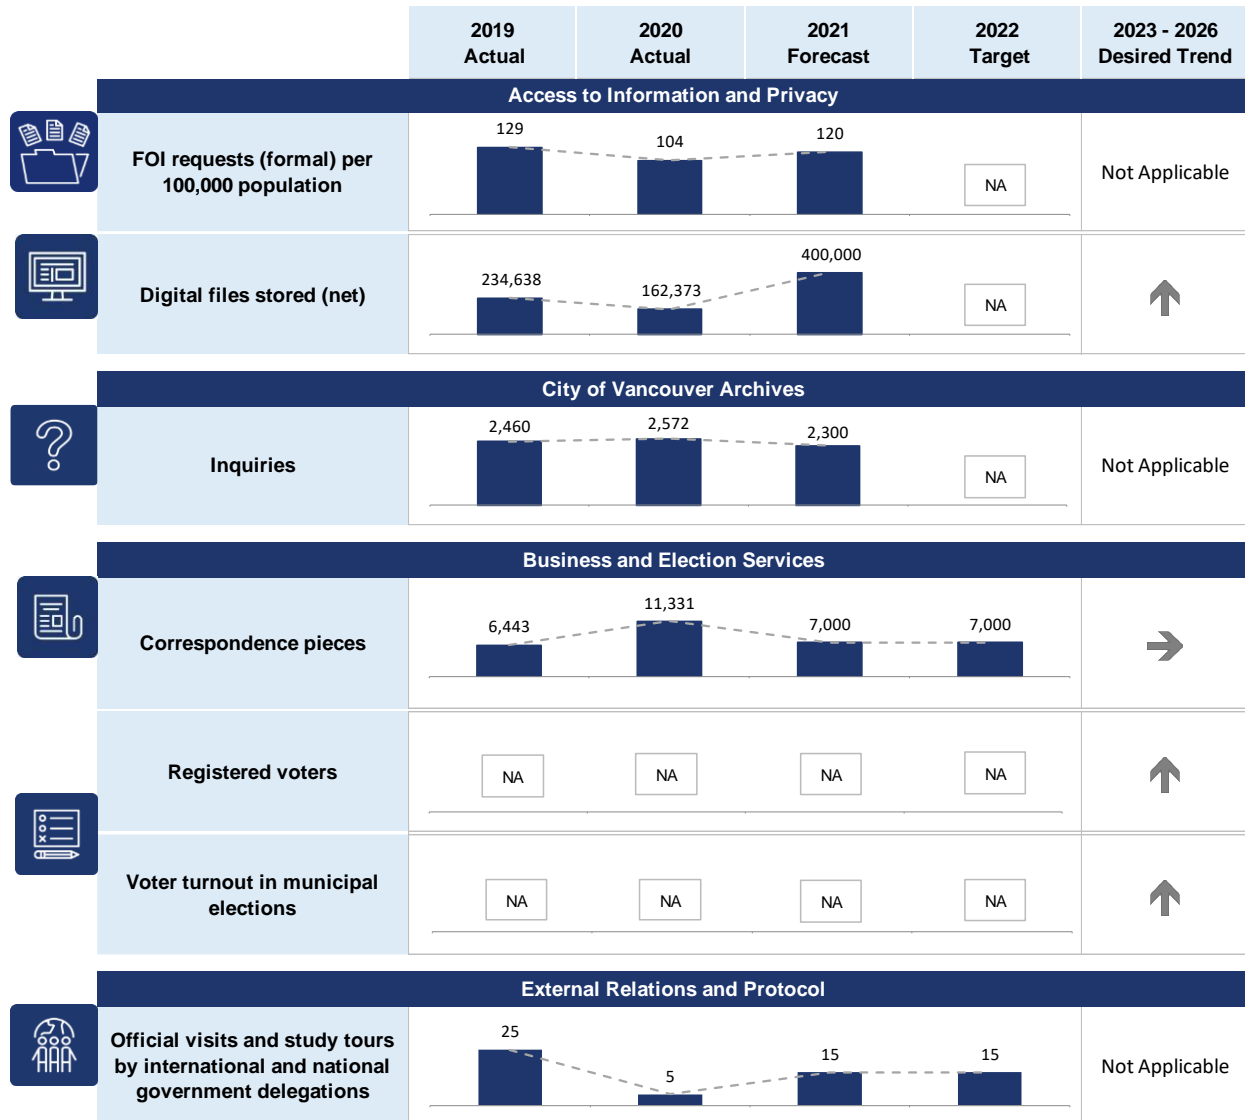 2019 Actual
2020 Actual
2021 Forecast
2022 Target
2023 - 2026 Desired Trend
Access to Information and Privacy
FOI requests (formal) per
100,000 population
129
104
120
NA
Not Applicable
Digital files stored (net)
234,638
162,373
400,000
NA
City of Vancouver Archives
Inquiries
2,460
2,572
2,300
NA
Not Applicable
Business and Election Services
Correspondence pieces
6,443
11,331
7,000
7,000
Registered voters
NA
NA
NA
NA
Voter turnout in municipal
elections
NA
NA
NA
NA
External Relations and Protocol
Official visits and study tours
by international and national
government delegations
25
5
15
15
Not Applicable